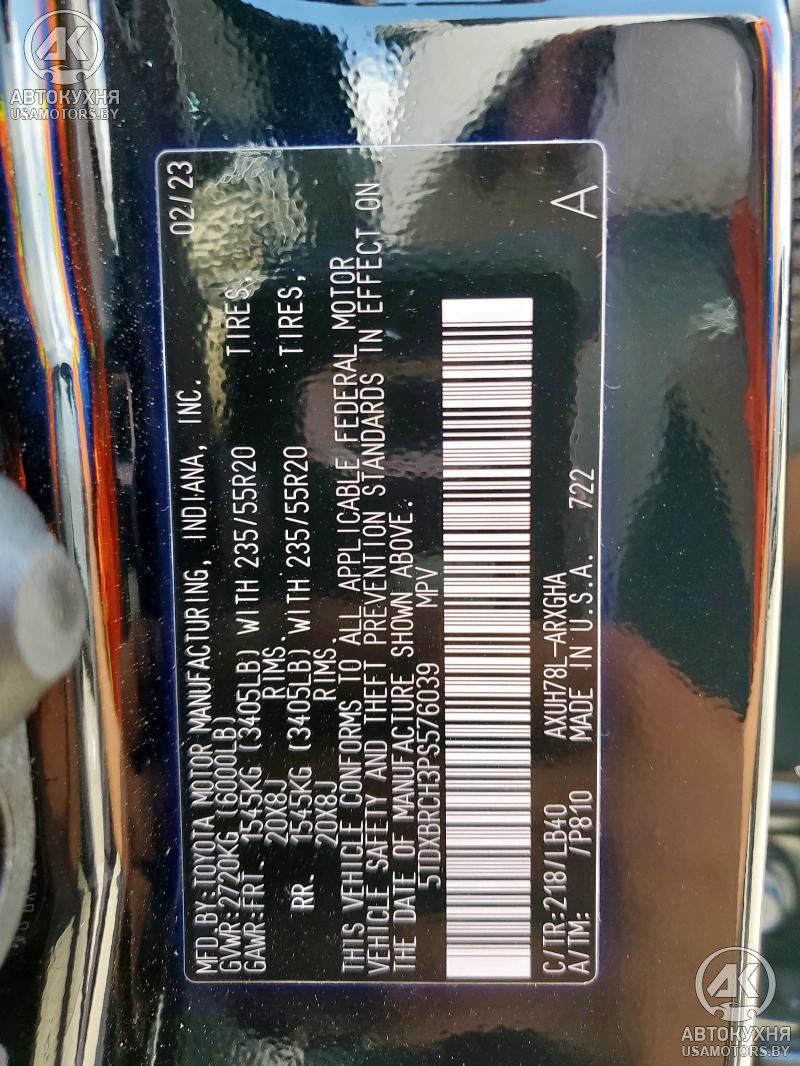 AK
АВТОКУХНЯ
USAMOTORS.BY
MFD.BY:TOYOTA MOTOR MANUFACTURING, INDIANA, INC. 02/23
GVWR:2720KG (6000LB)
GAWR:FRT. 1545KG (3405LB) WITH 235/55R20 TIRES,
20X8J RIMS
RR. 1545KG (3405LB) WITH 235/55R20 TIRES,
20X8J RIMS.
THIS VEHICLE CONFORMS TO ALL APPLICABLE FEDERAL MOTOR
VEHICLE SAFETY AND THEFT PREVENTION STANDARDS IN EFFECT ON
THE DATE OF MANUFACTURE SHOWN ABOVE.
5TDXBRCH3PS576039 MPV
C/TR:218/LB40 AXUH78L-ARXGHA
A/TM: /P810 MADE IN U.S.A. 722 A
AK
АВТОКУХНЯ
USAMOTORS.BY